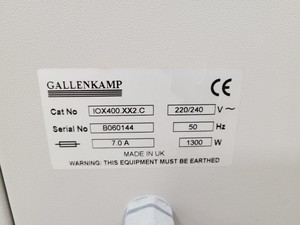 GALLENKAMP CE
Cat No IOX400.XX2.C 220/240 V~
Serial No B060144 50 Hz
7.0 A 1300 W
MADE IN UK
WARNING: THIS EQUIPMENT MUST BE EARTHED